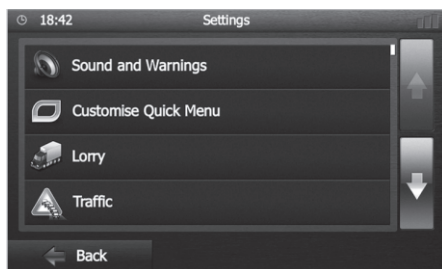 18:42 Settings
Sound and Warnings
Customise Quick Menu
Lorry
Traffic
Back